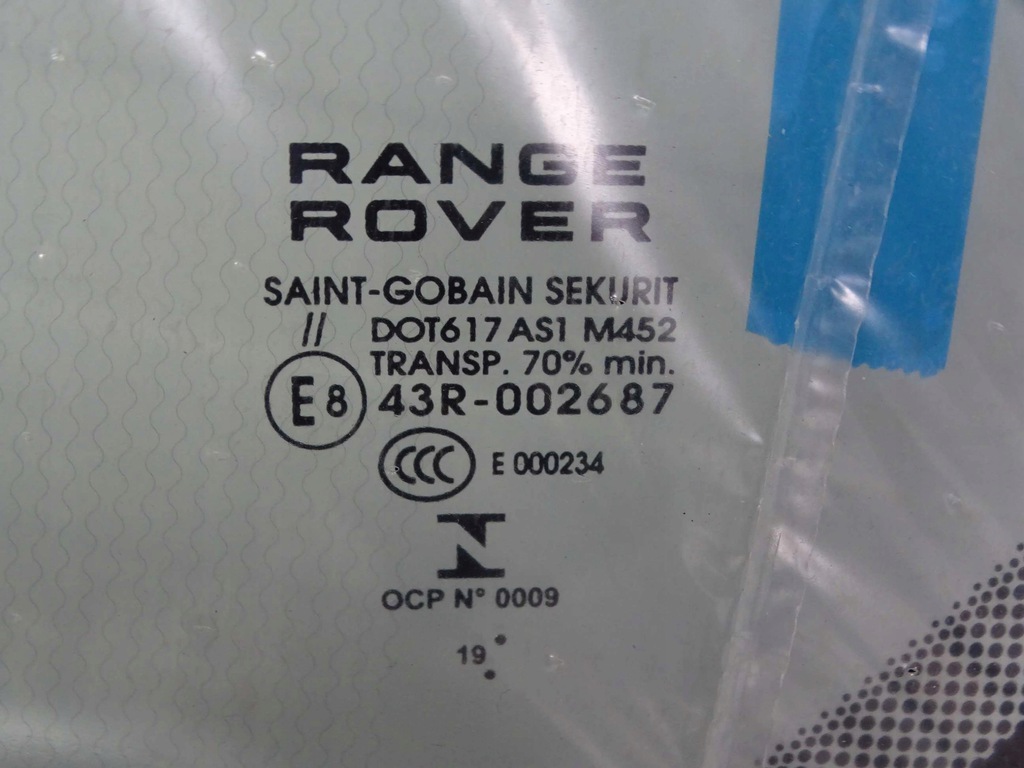 RANGE
ROVER
SAINT-GOBAIN SEKURIT
// DOT617 AS1 M452
TRANSP. 70% min.
E8 43R-002687
CCC E 000234
OCP N° 0009
19